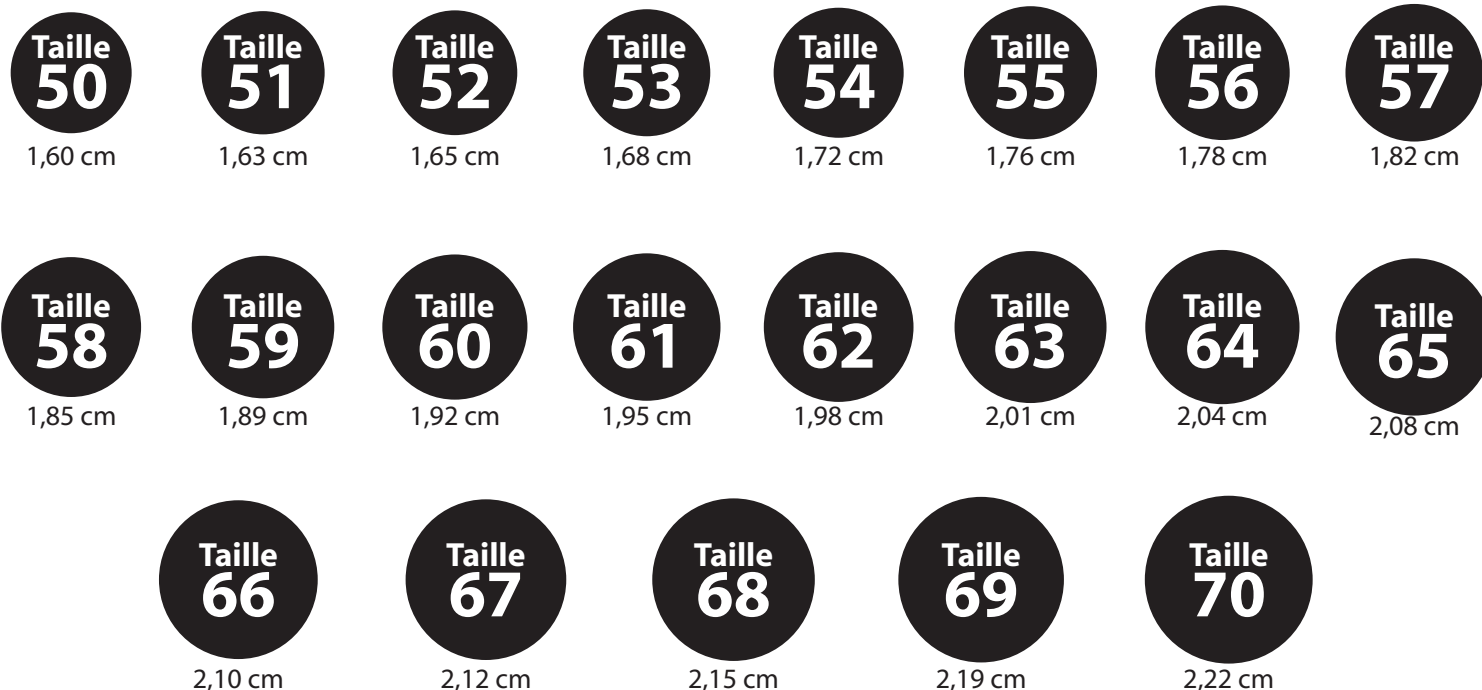 Taille
50
1,60 cm
Taille
51
1,63 cm
Taille
52
1,65 cm
Taille
53
1,68 cm
Taille
54
1,72 cm
Taille
55
1,76 cm
Taille
56
1,78 cm
Taille
57
1,82 cm
Taille
58
1,85 cm
Taille
59
1,89 cm
Taille
60
1,92 cm
Taille
61
1,95 cm
Taille
62
1,98 cm
Taille
63
2,01 cm
Taille
64
2,04 cm
Taille
65
2,08 cm
Taille
66
2,10 cm
Taille
67
2,12 cm
Taille
68
2,15 cm
Taille
69
2,19 cm
Taille
70
2,22 cm